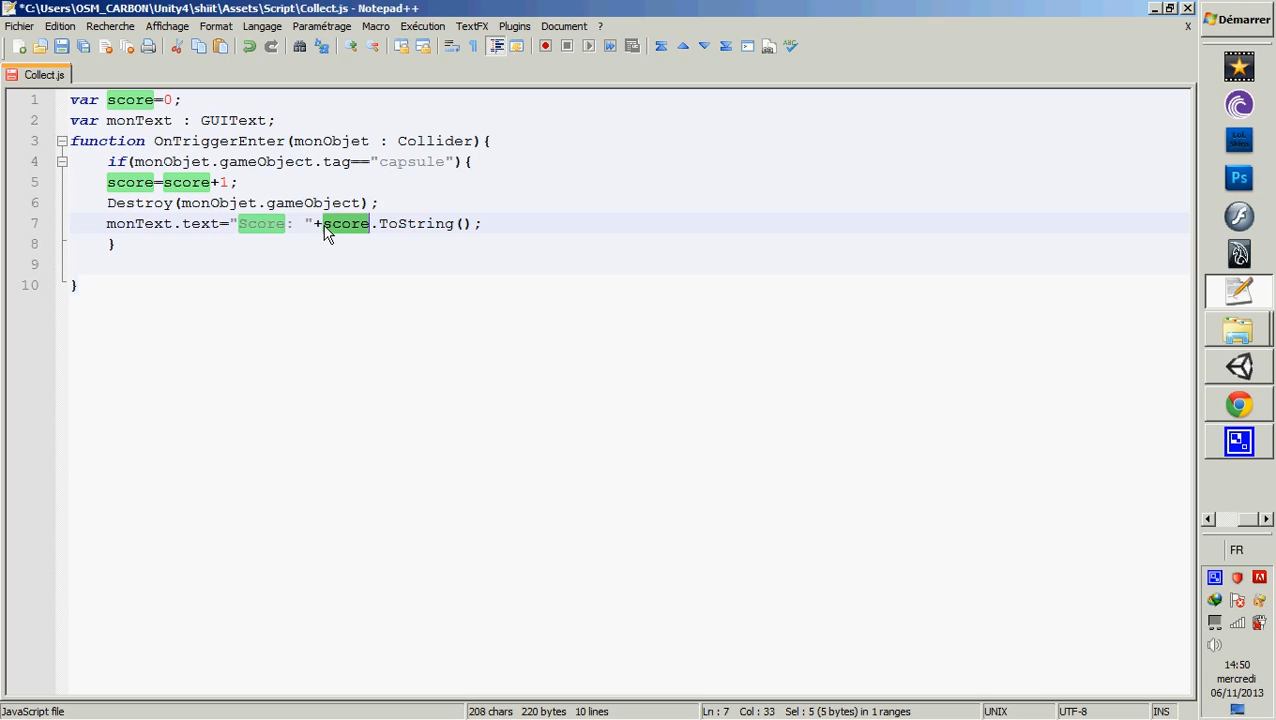 *C:\Users\OSM_CARBON\Unity4\shiit\Assets\Script\Collect.js - Notepad++
Démarrer
Fichier Edition Recherche Affichage Format Langage Paramétrage Macro Exécution TextFX Plugins Document ? X
Collect.js
1 var score=0;
2 var monText : GUIText;
3 function OnTriggerEnter(monObjet : Collider){
4 if(monObjet.gameObject.tag=="capsule"){
5 score=score+1;
6 Destroy(monObjet.gameObject);
7 monText.text="Score: "+score.ToString();
8 }
9
10 }
LoL
Skins
Ps
FR
14:50
mercredi
06/11/2013
JavaScript file 208 chars 220 bytes 10 lines Ln : 7 Col : 33 Sel : 5 (5 bytes) in 1 ranges UNIX UTF-8 INS